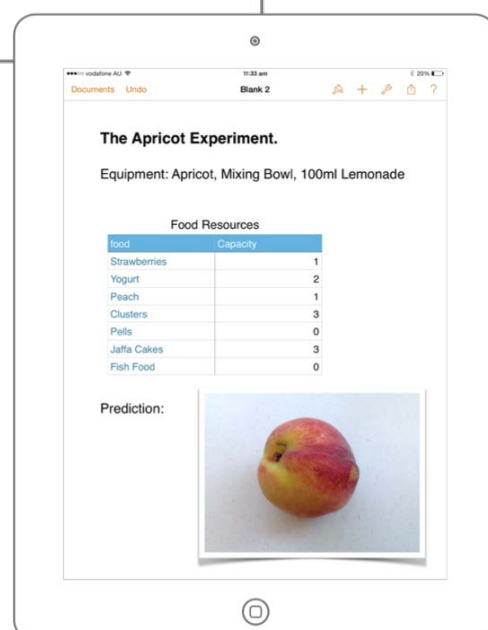 vodafone AU 11:33 am 20%
Documents Undo Blank 2 ?
The Apricot Experiment.
Equipment: Apricot, Mixing Bowl, 100ml Lemonade
Food Resources
food Capacity
Strawberries 1
Yogurt 2
Peach 1
Clusters 3
Pells 0
Jaffa Cakes 3
Fish Food 0
Prediction: